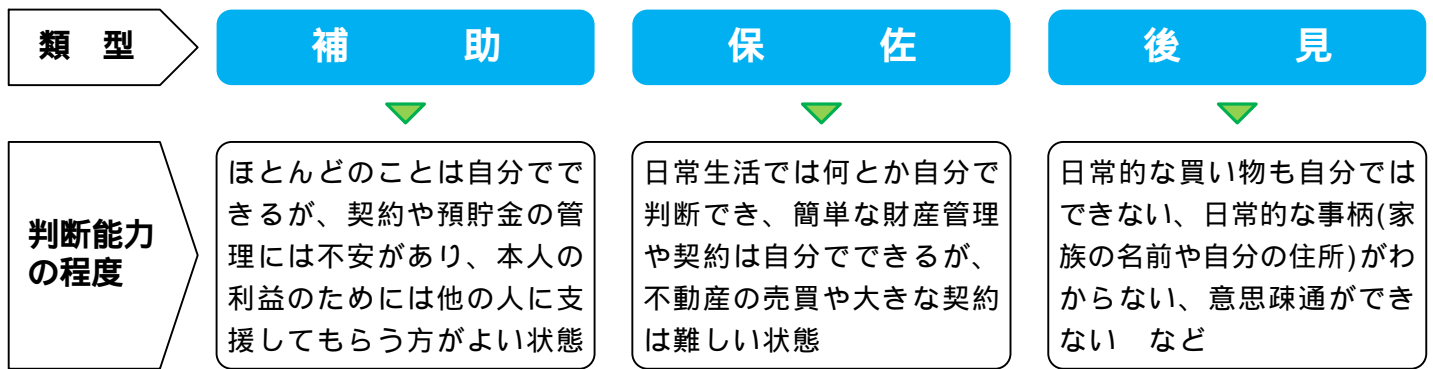 類　型
補　助
保　佐
後　見
判断能力
の程度
ほとんどのことは自分でで
きるが、契約や預貯金の管
理には不安があり、本人の
利益のためには他の人に支
援してもらう方がよい状態
日常生活では何とか自分で
判断でき、簡単な財産管理
や契約は自分でできるが、
不動産の売買や大きな契約
は難しい状態
日常的な買い物も自分では
できない、日常的な事柄(家
族の名前や自分の住所)がわ
からない、意思疎通ができ
ない　など